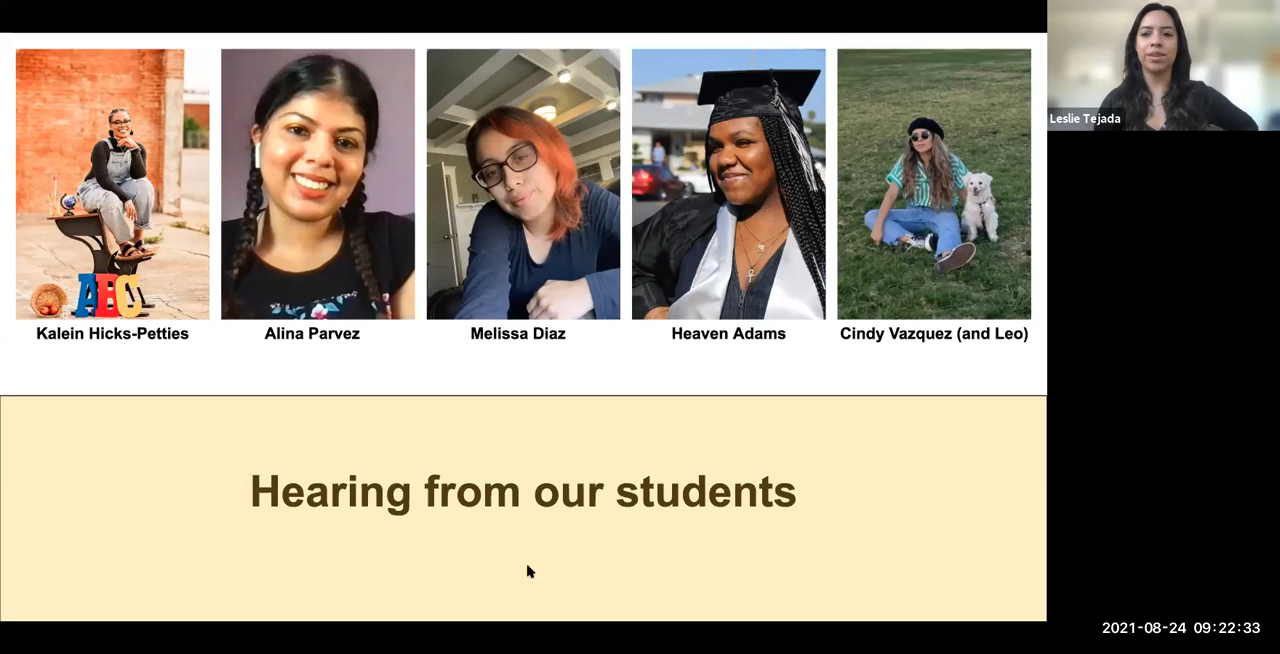 Leslie Tejada
ABC
Kalein Hicks-Petties
Alina Parvez
Melissa Diaz
Heaven Adams
Cindy Vazquez (and Leo)
Hearing from our students
2021-08-24 09:22:33